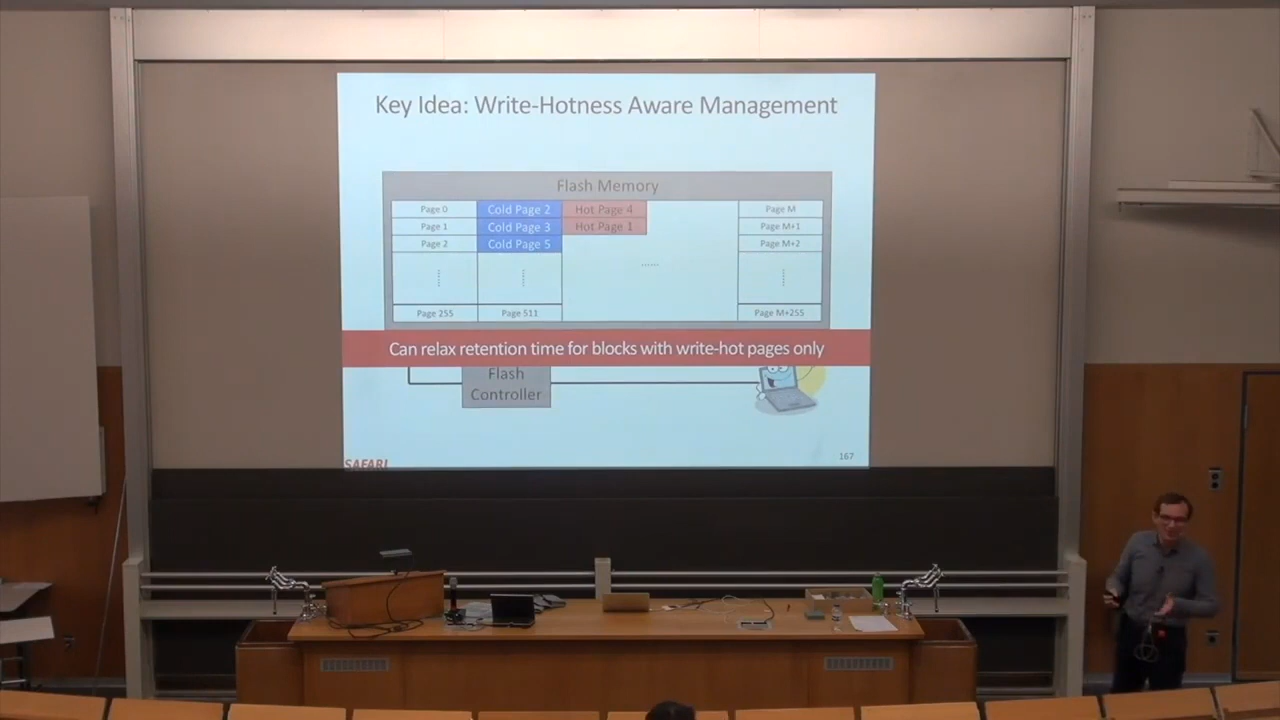 Key Idea: Write-Hotness Aware Management
Flash Memory
Page 0
Cold Page 2
Hot Page 4
Page M
Page 1
Cold Page 3
Hot Page 1
Page M+1
Page 2
Cold Page 5
Page M+2
......
Page 255
Page 511
Page M+255
Can relax retention time for blocks with write-hot pages only
Flash
Controller
SAFARI
167